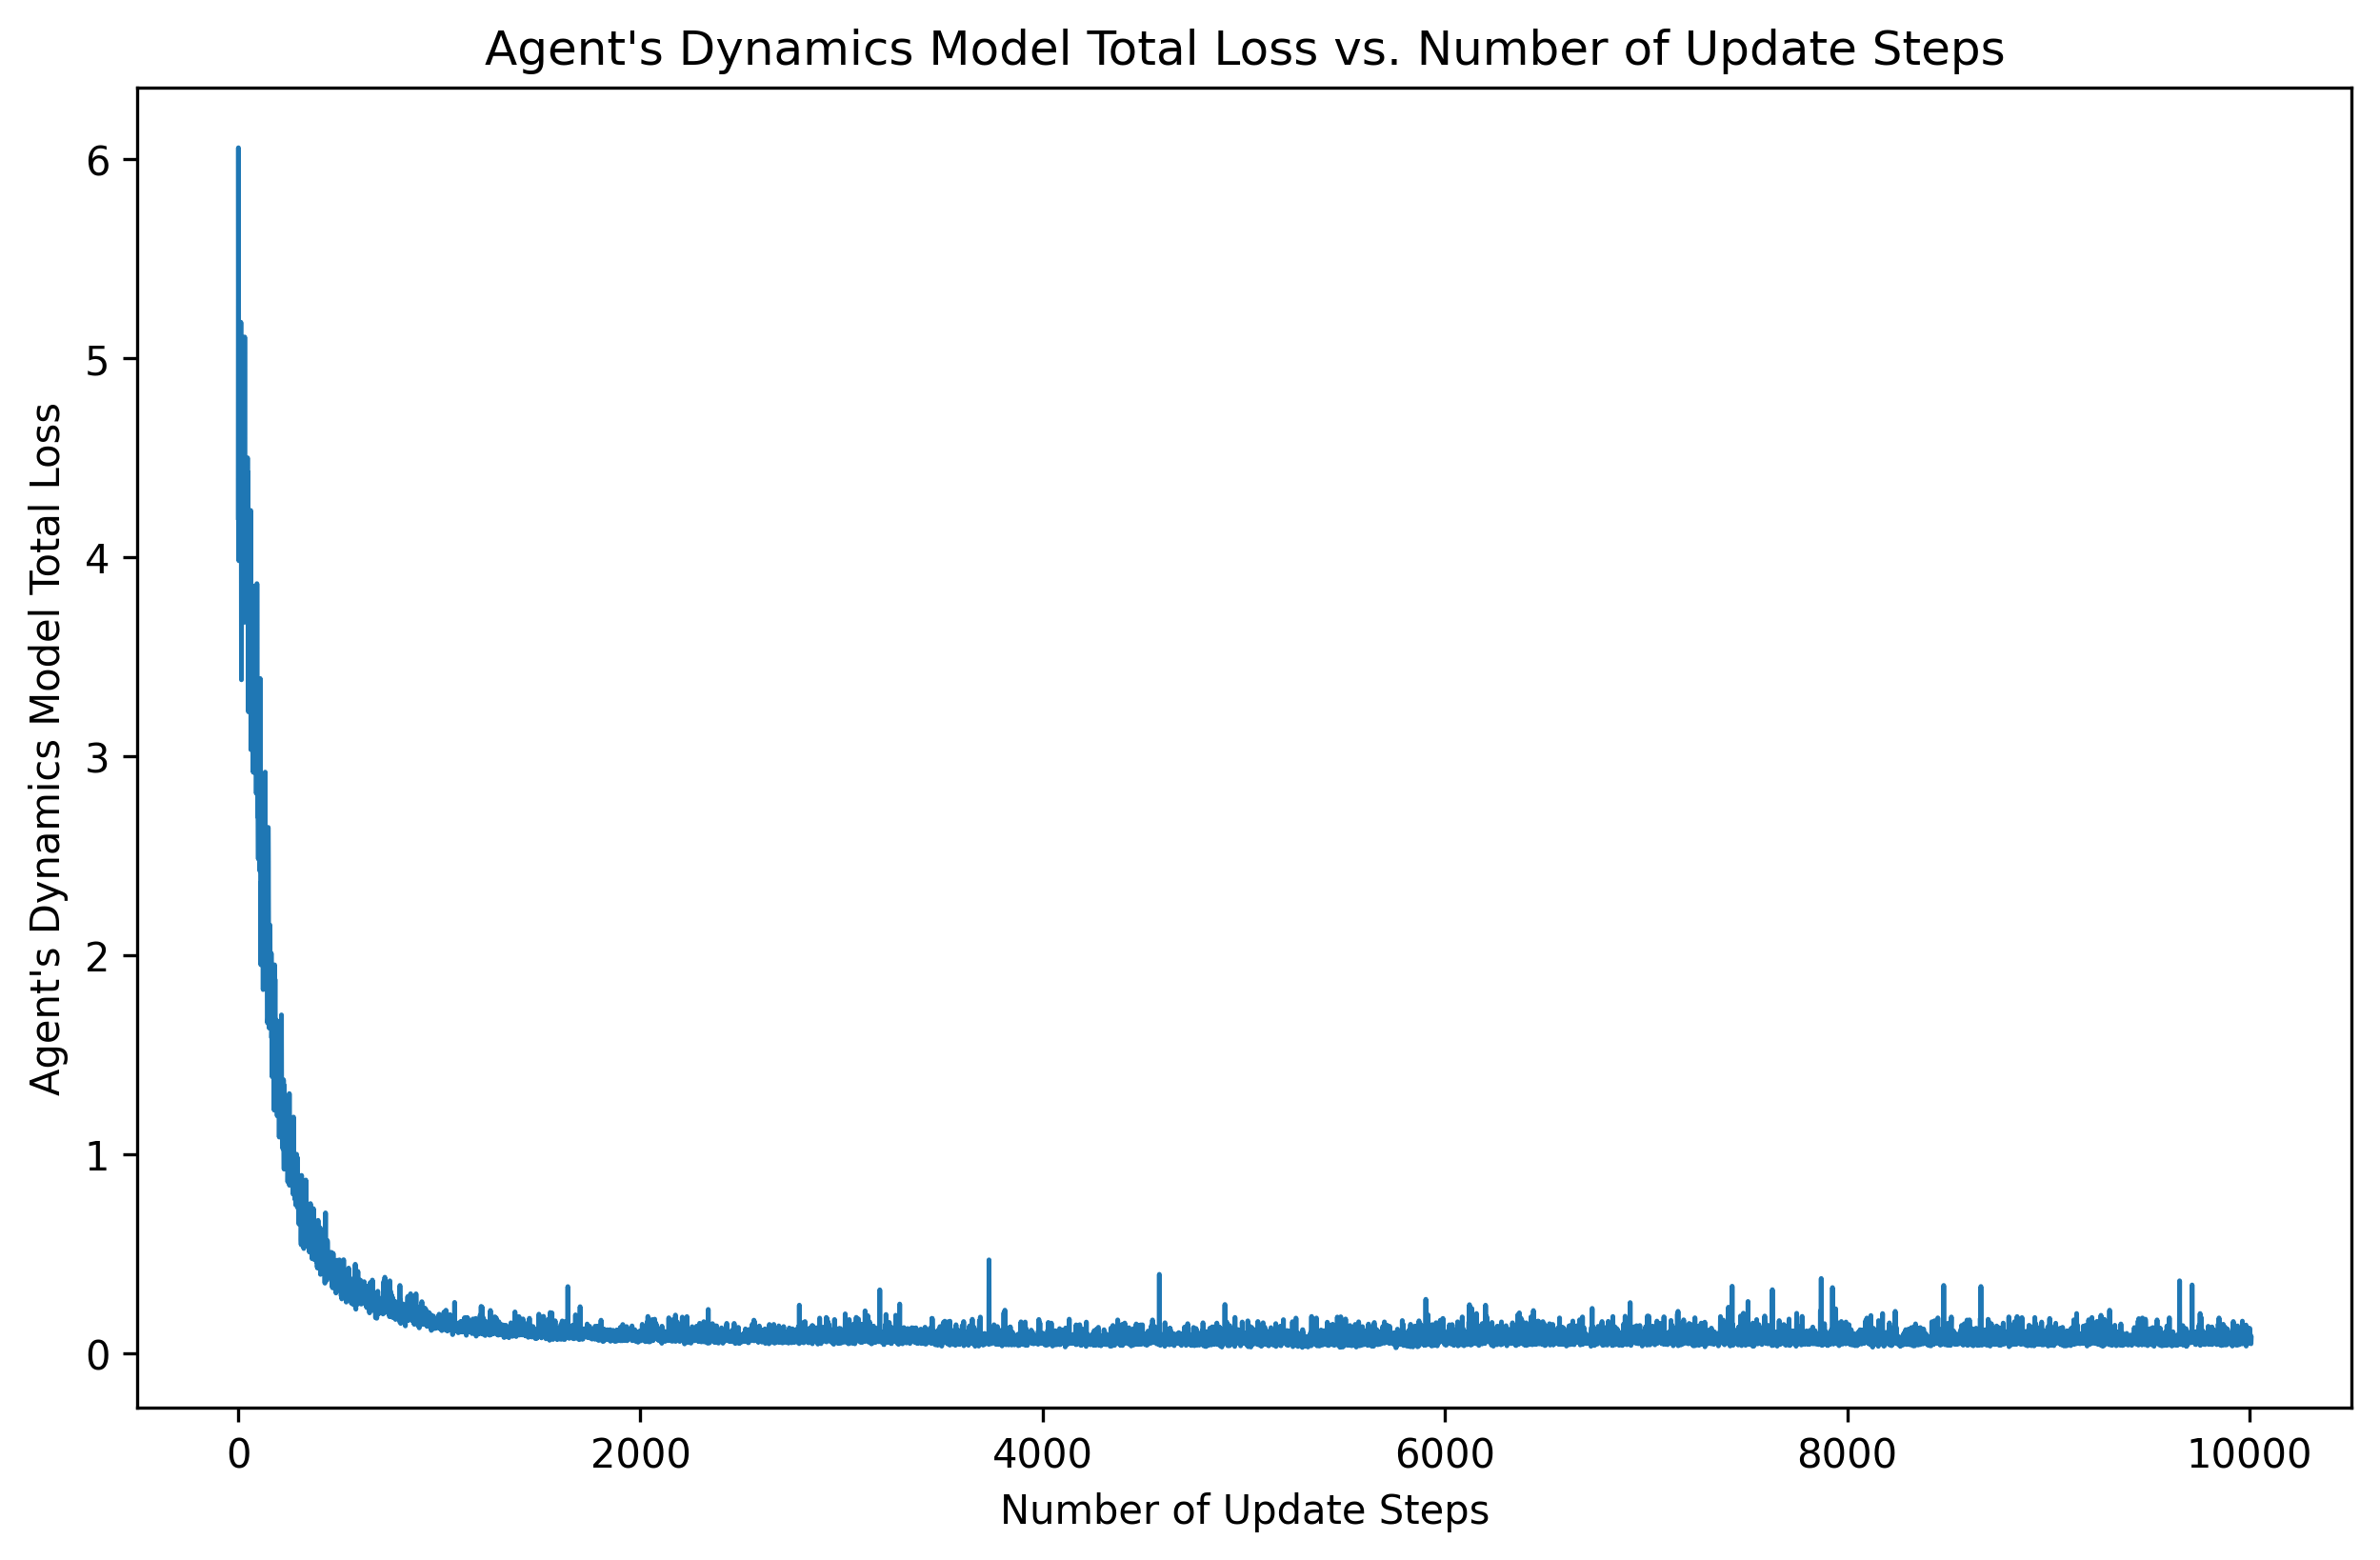 Agent's Dynamics Model Total Loss vs. Number of Update Steps
Agent's Dynamics Model Total Loss
6
5
4
3
2
1
0
0 2000 4000 6000 8000 10000
Number of Update Steps